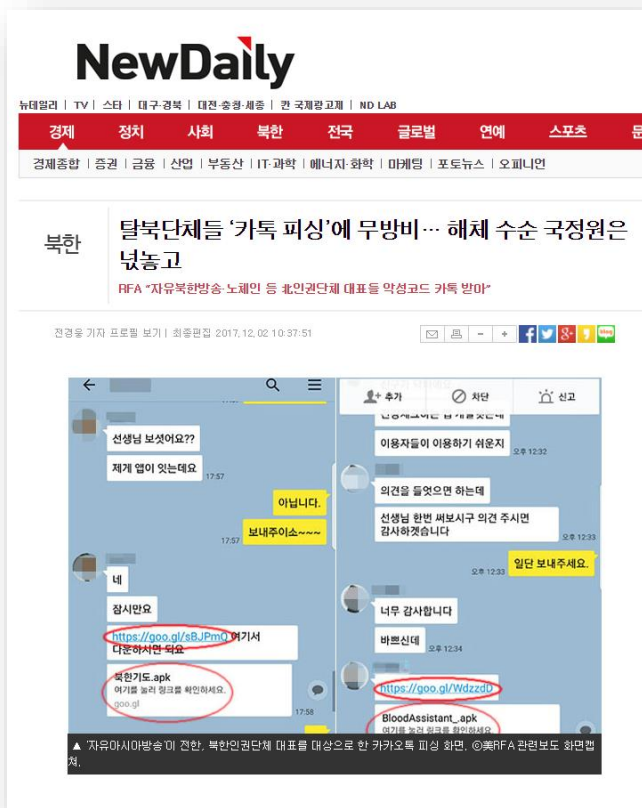 NewDaily
뉴데일리 | TV | 스타 | 대구·경북 | 대전·충청·세종 | 칸 국제광고제 | ND LAB
경제 정치 사회 북한 전국 글로벌 연예 스포츠
경제종합 | 증권 | 금융 | 산업 | 부동산 | IT·과학 | 에너지·화학 | 마케팅 | 포토뉴스 | 오피니언
북한
탈북단체들 ‘카톡 피싱’에 무방비… 해체 수순 국정원은
넋놓고
RFA “자유북한방송·노체인 등 北인권단체 대표들 악성코드 카톡 받아”
전경웅 기자 프로필 보기 | 최종편집 2017.12.02 10:37:51
선생님 보셧어요??
제게 앱이 잇는데요
17:57
아닙니다.
보내주이소~~~
17:57
네
잠시만요
https://goo.gl/sBJPmQ 여기서
다운하시면 되요
북한기도.apk
여기를 눌러 링크를 확인하세요.
goo.gl
17:58
추가 차단 신고
이용자들이 이용하기 쉬운지
오후 12:32
의견을 들엇으면 하는데
선생님 한번 써보시구 의견 주시면
감사하겟습니다
오후 12:33
일단 보내주세요.
오후 12:33
너무 감사합니다
바쁘신데
오후 12:34
https://goo.gl/WdzzdD
BloodAssistant_.apk
여기를 눌러 링크를 확인하세요.
▲ '자유아시아방송'이 전한, 북한인권단체 대표를 대상으로 한 카카오톡 피싱 화면. ⓒ美RFA 관련보도 화면캡
쳐.